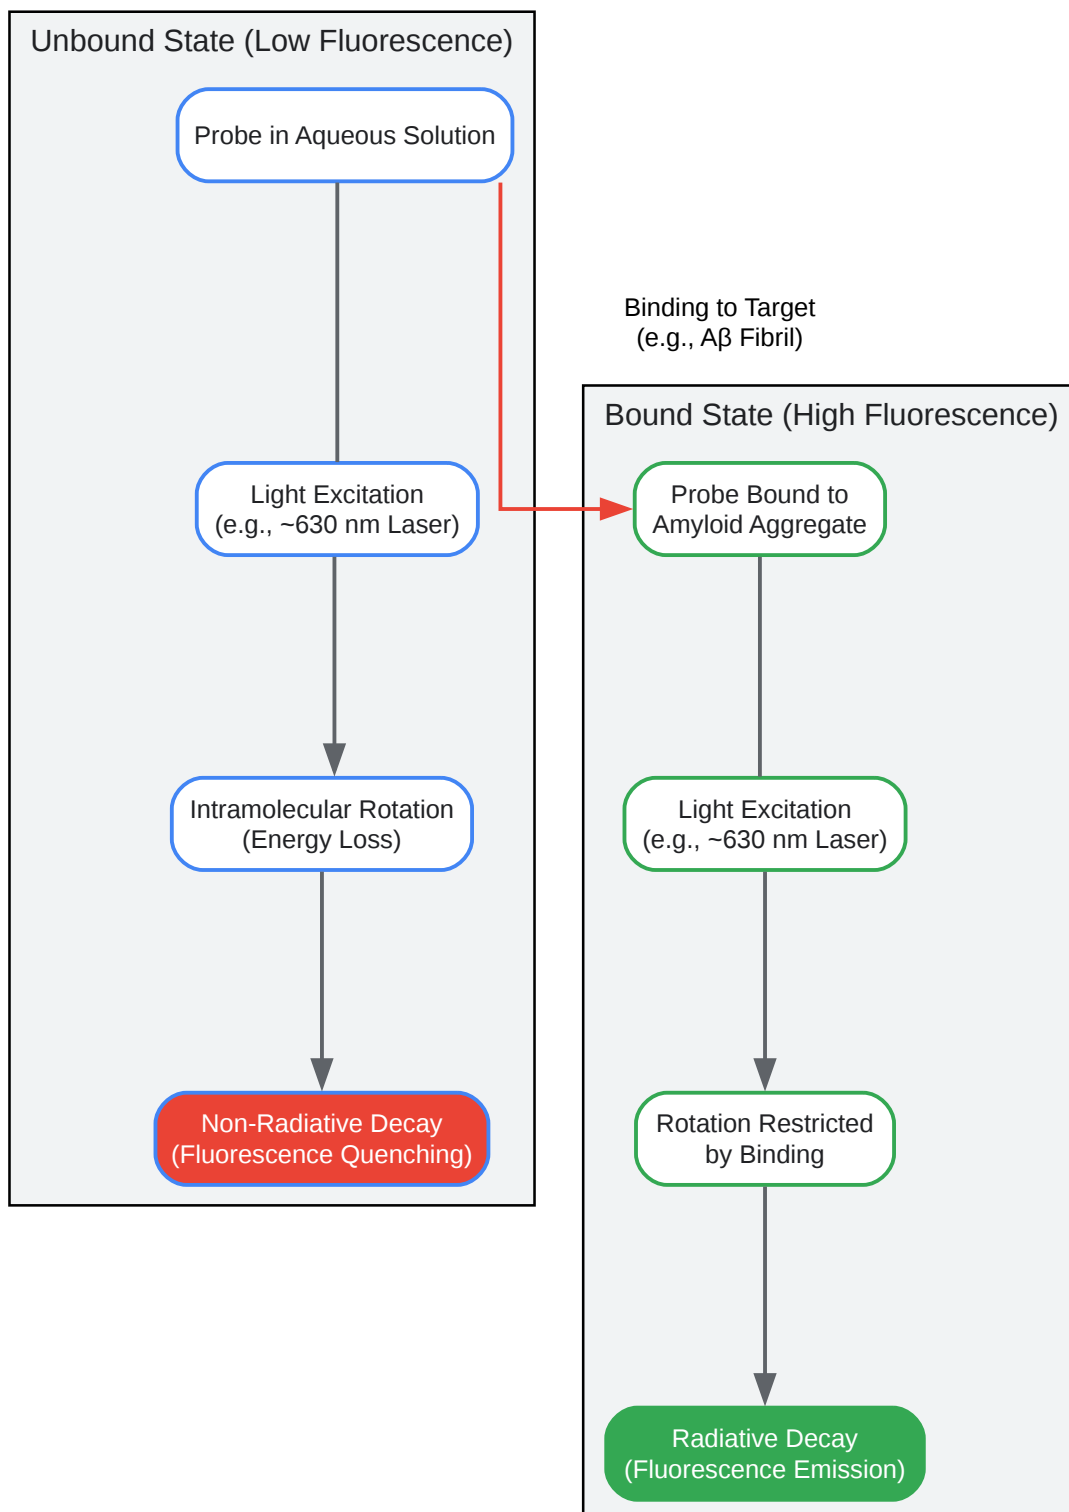 Unbound State (Low Fluorescence)
Probe in Aqueous Solution
Light Excitation
(e.g., ~630 nm Laser)
Intramolecular Rotation
(Energy Loss)
Non-Radiative Decay
(Fluorescence Quenching)
Binding to Target
(e.g., Aβ Fibril)
Bound State (High Fluorescence)
Probe Bound to
Amyloid Aggregate
Light Excitation
(e.g., ~630 nm Laser)
Rotation Restricted
by Binding
Radiative Decay
(Fluorescence Emission)